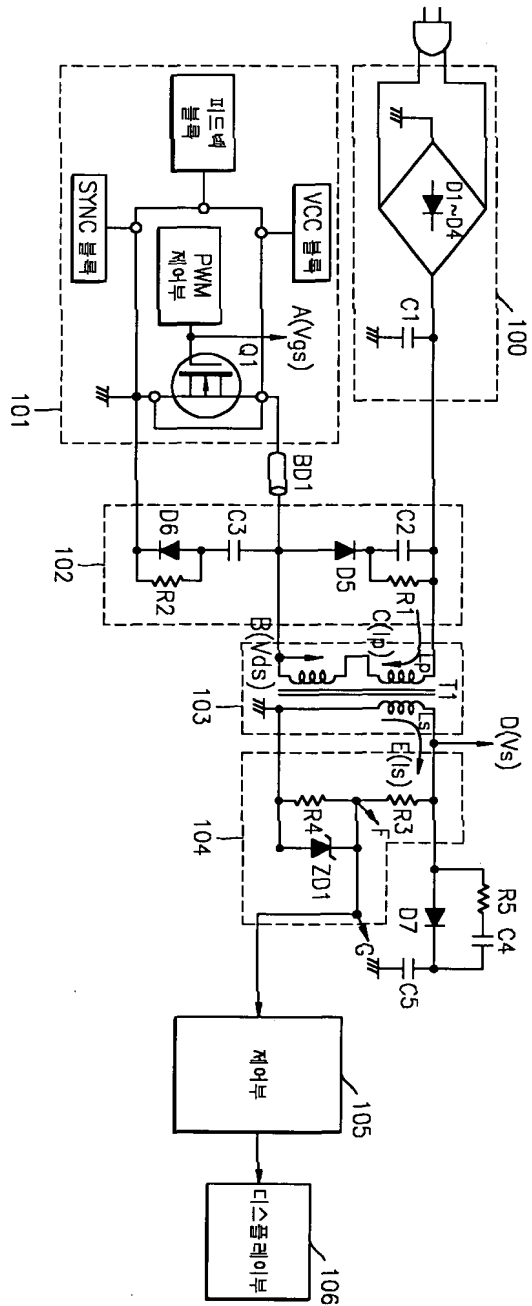 100
D1~D4
C1
101
피드백
블록
VCC 블록
SYNC 블록
PWM
제어부
A(Vgs)
Q1
BD1
102
C2
R1
D5
C3
D6
R2
103
C(Ip)
Lp
T1
Ls
B(Vds)
D(Vs)
E(Is)
104
R3
F
R4
ZD1
G
R5
C4
D7
C5
제어부
105
디스플레이부
106